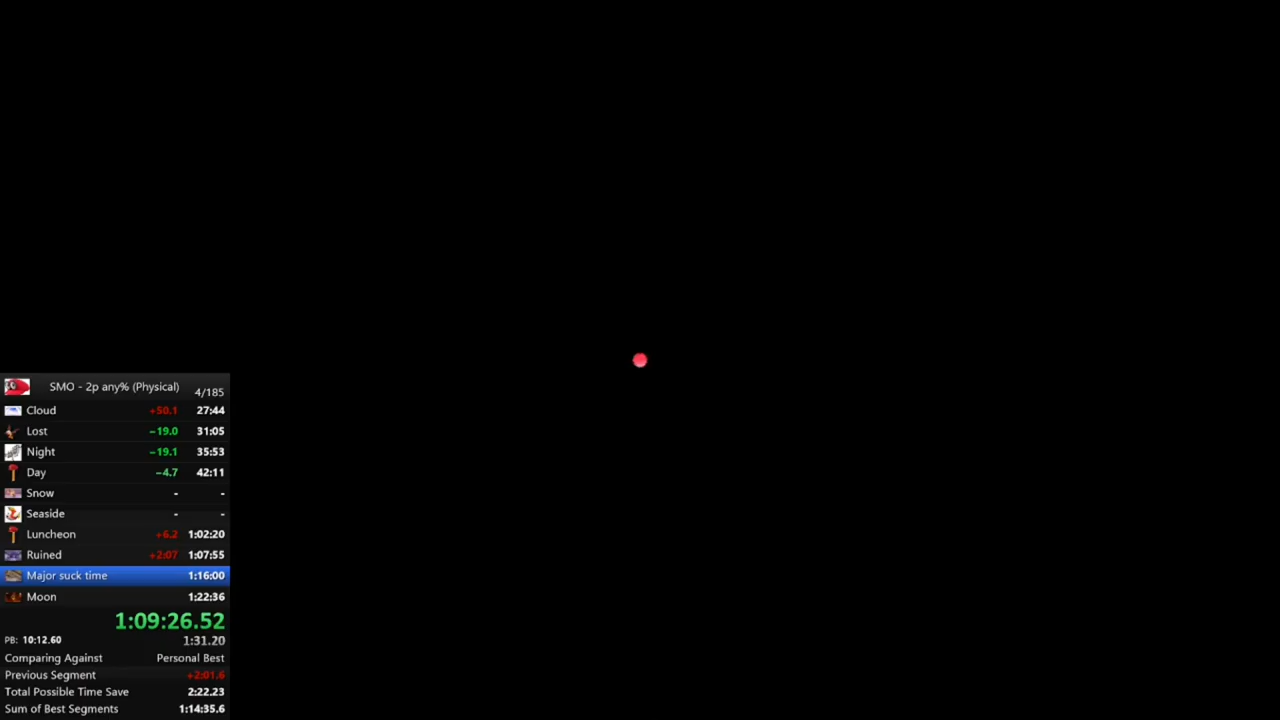 SMO - 2p any% (Physical)
4/185
Cloud +50.1 27:44
Lost −19.0 31:05
Night −19.1 35:53
Day −4.7 42:11
Snow - -
Seaside - -
Luncheon +6.2 1:02:20
Ruined +2:07 1:07:55
Major suck time 1:16:00
Moon 1:22:36
1:09:26.52
PB: 10:12.60 1:31.20
Comparing Against Personal Best
Previous Segment +2:01.6
Total Possible Time Save 2:22.23
Sum of Best Segments 1:14:35.6